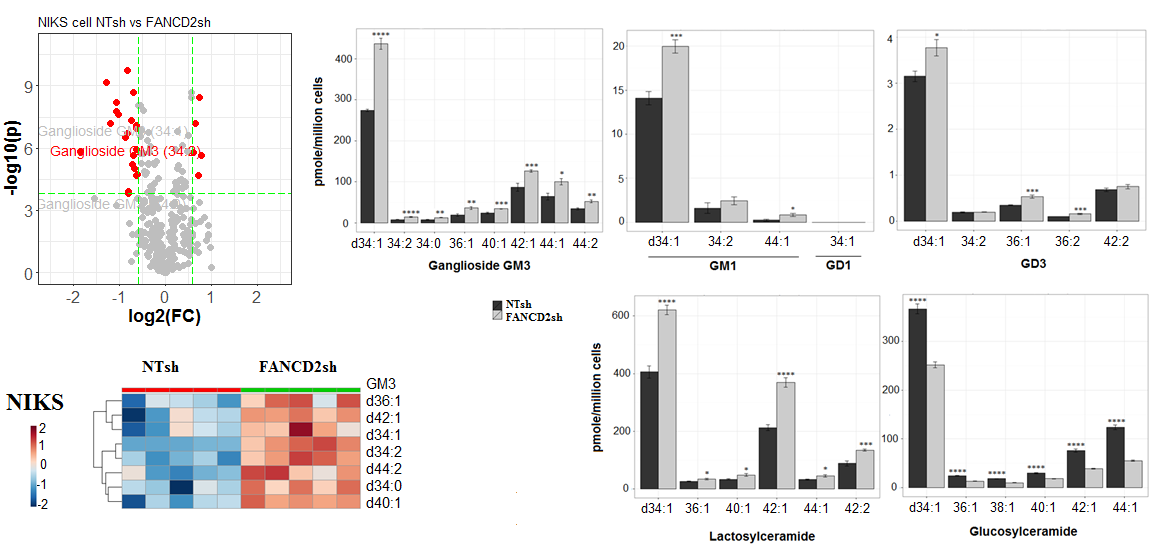 NIKS cell NTsh vs FANCD2sh
-log10(p)
9
6
3
0
Ganglioside GM3 (34:1)
Ganglioside GM3 (34:2)
Ganglioside GM3
-2 -1 0 1 2
log2(FC)
pmole/million cells
400
300
200
100
0
**** **** ** ** *** *** * **
d34:1 34:2 34:0 36:1 40:1 42:1 44:1 44:2
Ganglioside GM3
20
15
10
5
0
*** *
d34:1 34:2 44:1 34:1
GM1 GD1
4
3
2
1
0
* *** ***
d34:1 34:2 36:1 36:2 42:2
GD3
NTsh
FANCD2sh
NTsh FANCD2sh
NIKS
2
1
0
-1
-2
GM3
d36:1
d42:1
d34:1
d34:2
d44:2
d34:0
d40:1
pmole/million cells
600
400
200
0
**** * * **** * ***
d34:1 36:1 40:1 42:1 44:1 42:2
Lactosylceramide
300
200
100
0
**** **** **** **** **** ****
d34:1 36:1 38:1 40:1 42:1 44:1
Glucosylceramide